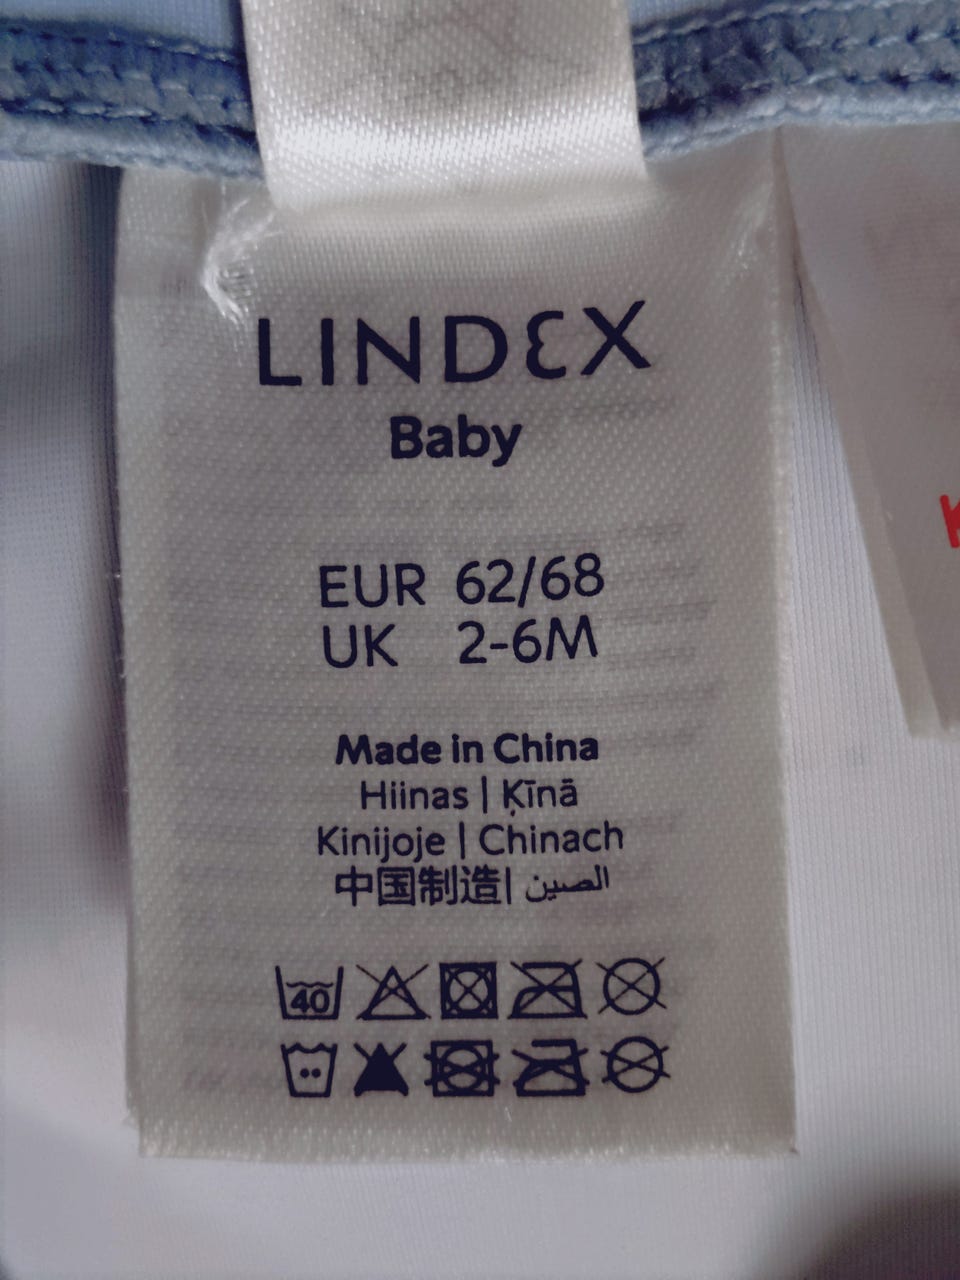 LINDEX
Baby
EUR 62/68
UK 2-6M
Made in China
Hiinas | Ķīnā
Kinijoje | Chinach
中国制造| الصين
40
K